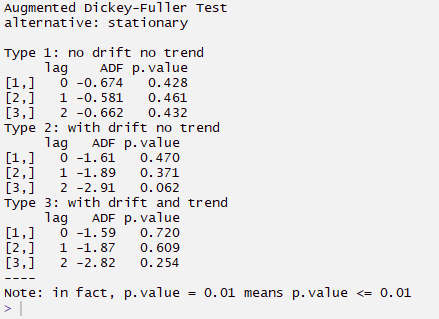 Augmented Dickey-Fuller Test
alternative: stationary
Type 1: no drift no trend
lag ADF p.value
[1,] 0 -0.674 0.428
[2,] 1 -0.581 0.461
[3,] 2 -0.662 0.432
Type 2: with drift no trend
lag ADF p.value
[1,] 0 -1.61 0.470
[2,] 1 -1.89 0.371
[3,] 2 -2.91 0.062
Type 3: with drift and trend
lag ADF p.value
[1,] 0 -1.59 0.720
[2,] 1 -1.87 0.609
[3,] 2 -2.82 0.254
----
Note: in fact, p.value = 0.01 means p.value <= 0.01
>